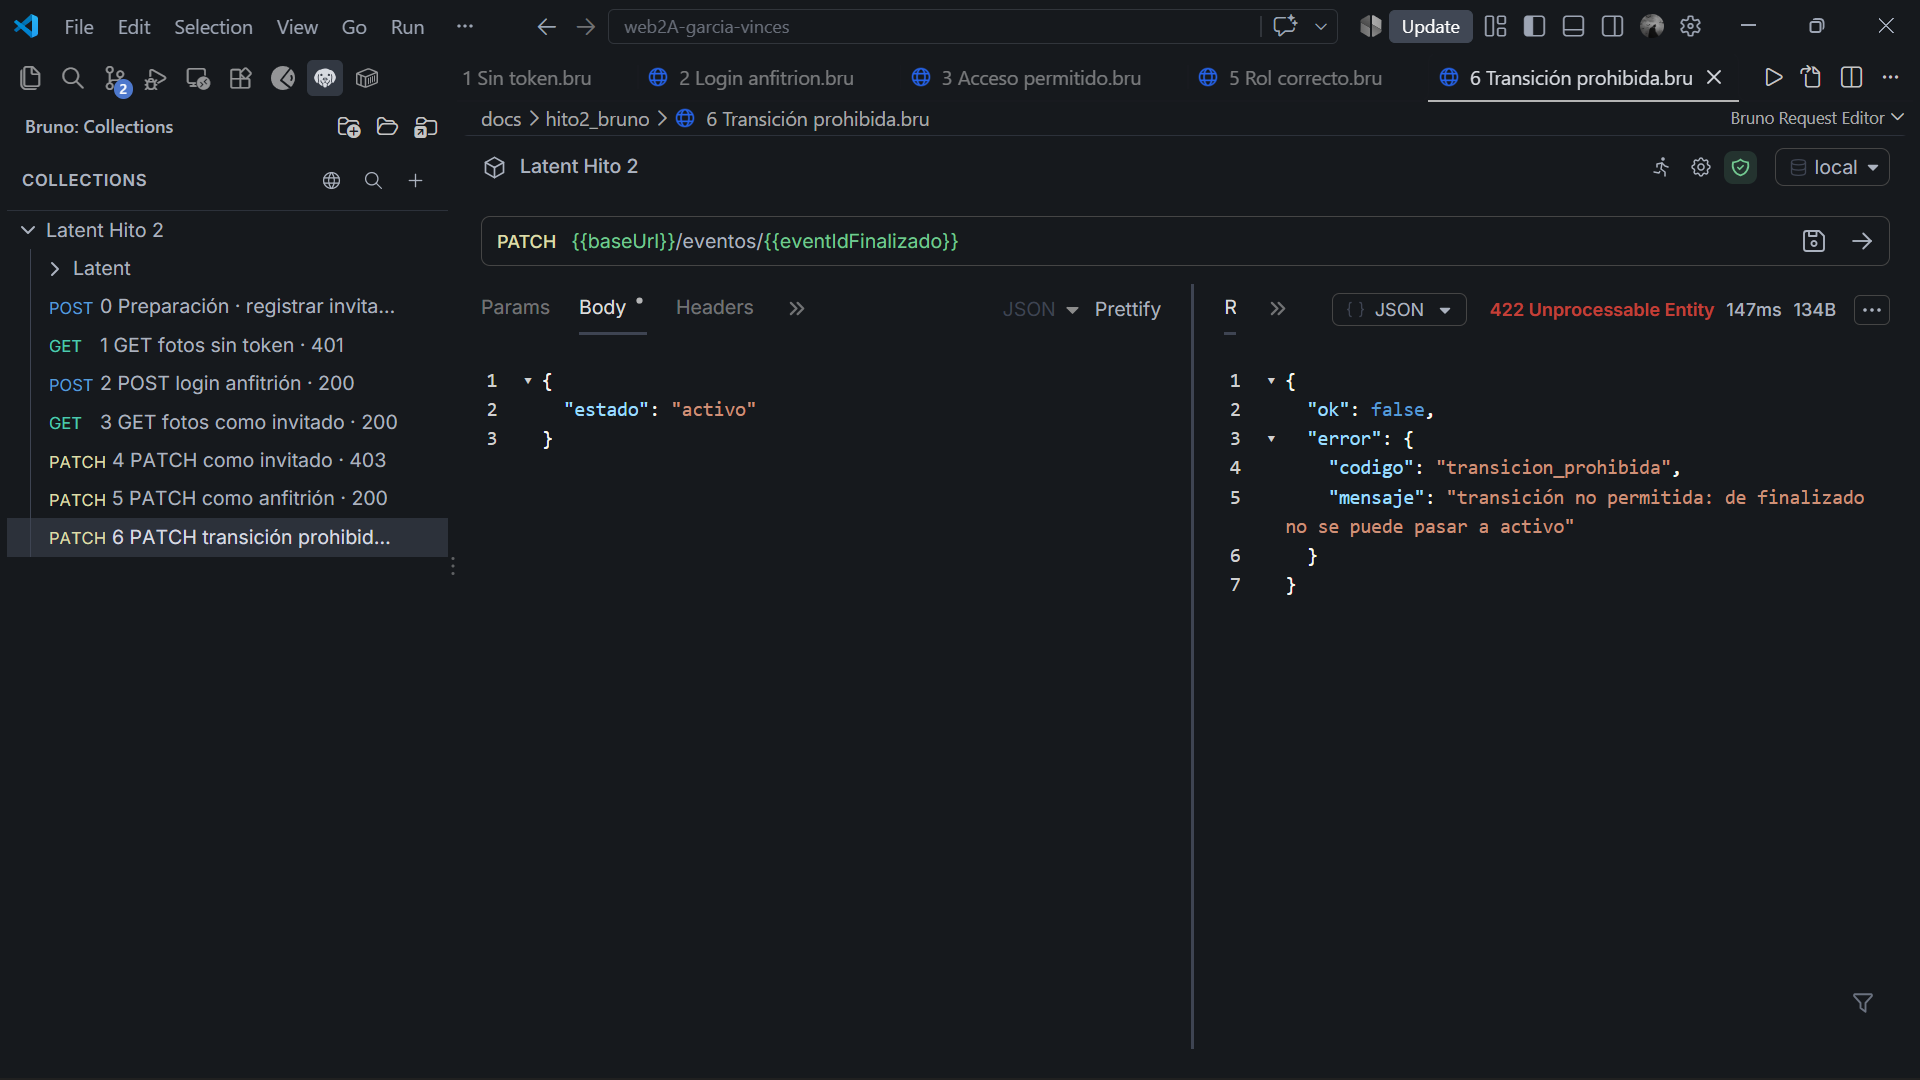 File Edit Selection View Go Run ···
web2A-garcia-vinces
Update
2
1 Sin token.bru
2 Login anfitrion.bru
3 Acceso permitido.bru
5 Rol correcto.bru
6 Transición prohibida.bru
Bruno: Collections
docs > hito2_bruno > 6 Transición prohibida.bru
Bruno Request Editor
COLLECTIONS
Latent Hito 2
local
Latent Hito 2
Latent
POST 0 Preparación · registrar invita...
GET 1 GET fotos sin token · 401
POST 2 POST login anfitrión · 200
GET 3 GET fotos como invitado · 200
PATCH 4 PATCH como invitado · 403
PATCH 5 PATCH como anfitrión · 200
PATCH 6 PATCH transición prohibid...
PATCH {{baseUrl}}/eventos/{{eventIdFinalizado}}
Params Body Headers
JSON Prettify
1 {
2 "estado": "activo"
3 }
R
{ } JSON
422 Unprocessable Entity 147ms 134B
1 {
2 "ok": false,
3 "error": {
4 "codigo": "transicion_prohibida",
5 "mensaje": "transición no permitida: de finalizado
no se puede pasar a activo"
6 }
7 }